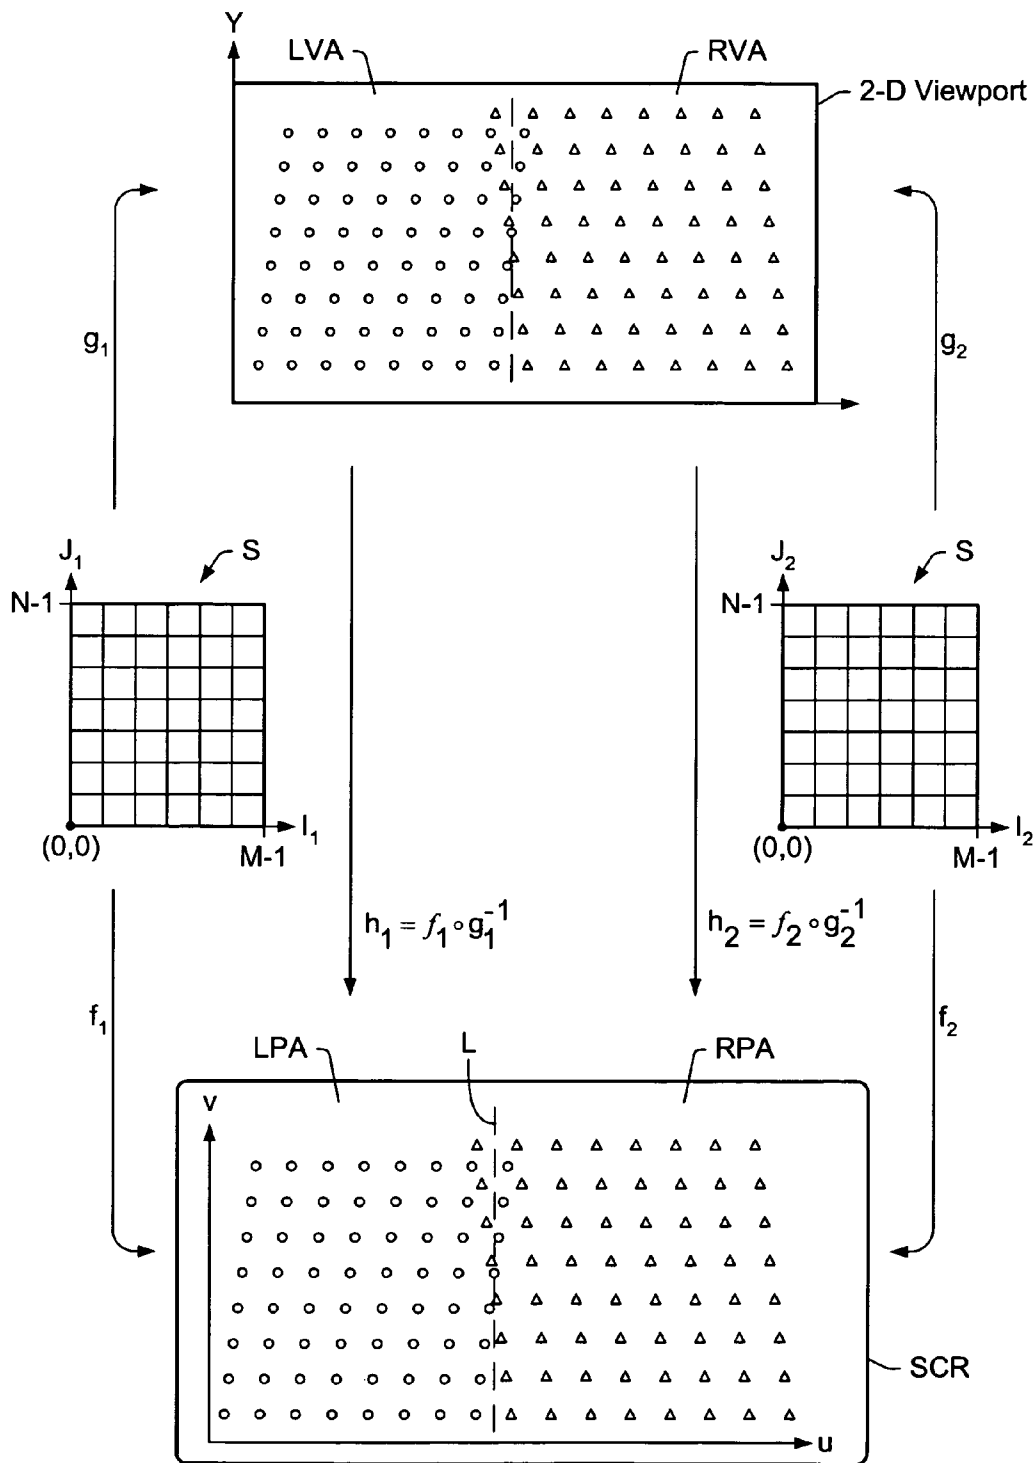 Y
LVA
RVA
2-D Viewport
g₁
g₂
J₁
S
N-1
(0,0)
M-1
I₁
J₂
S
N-1
(0,0)
M-1
I₂
h₁ = f₁ ∘ g₁⁻¹
h₂ = f₂ ∘ g₂⁻¹
f₁
f₂
LPA
L
RPA
v
SCR
u